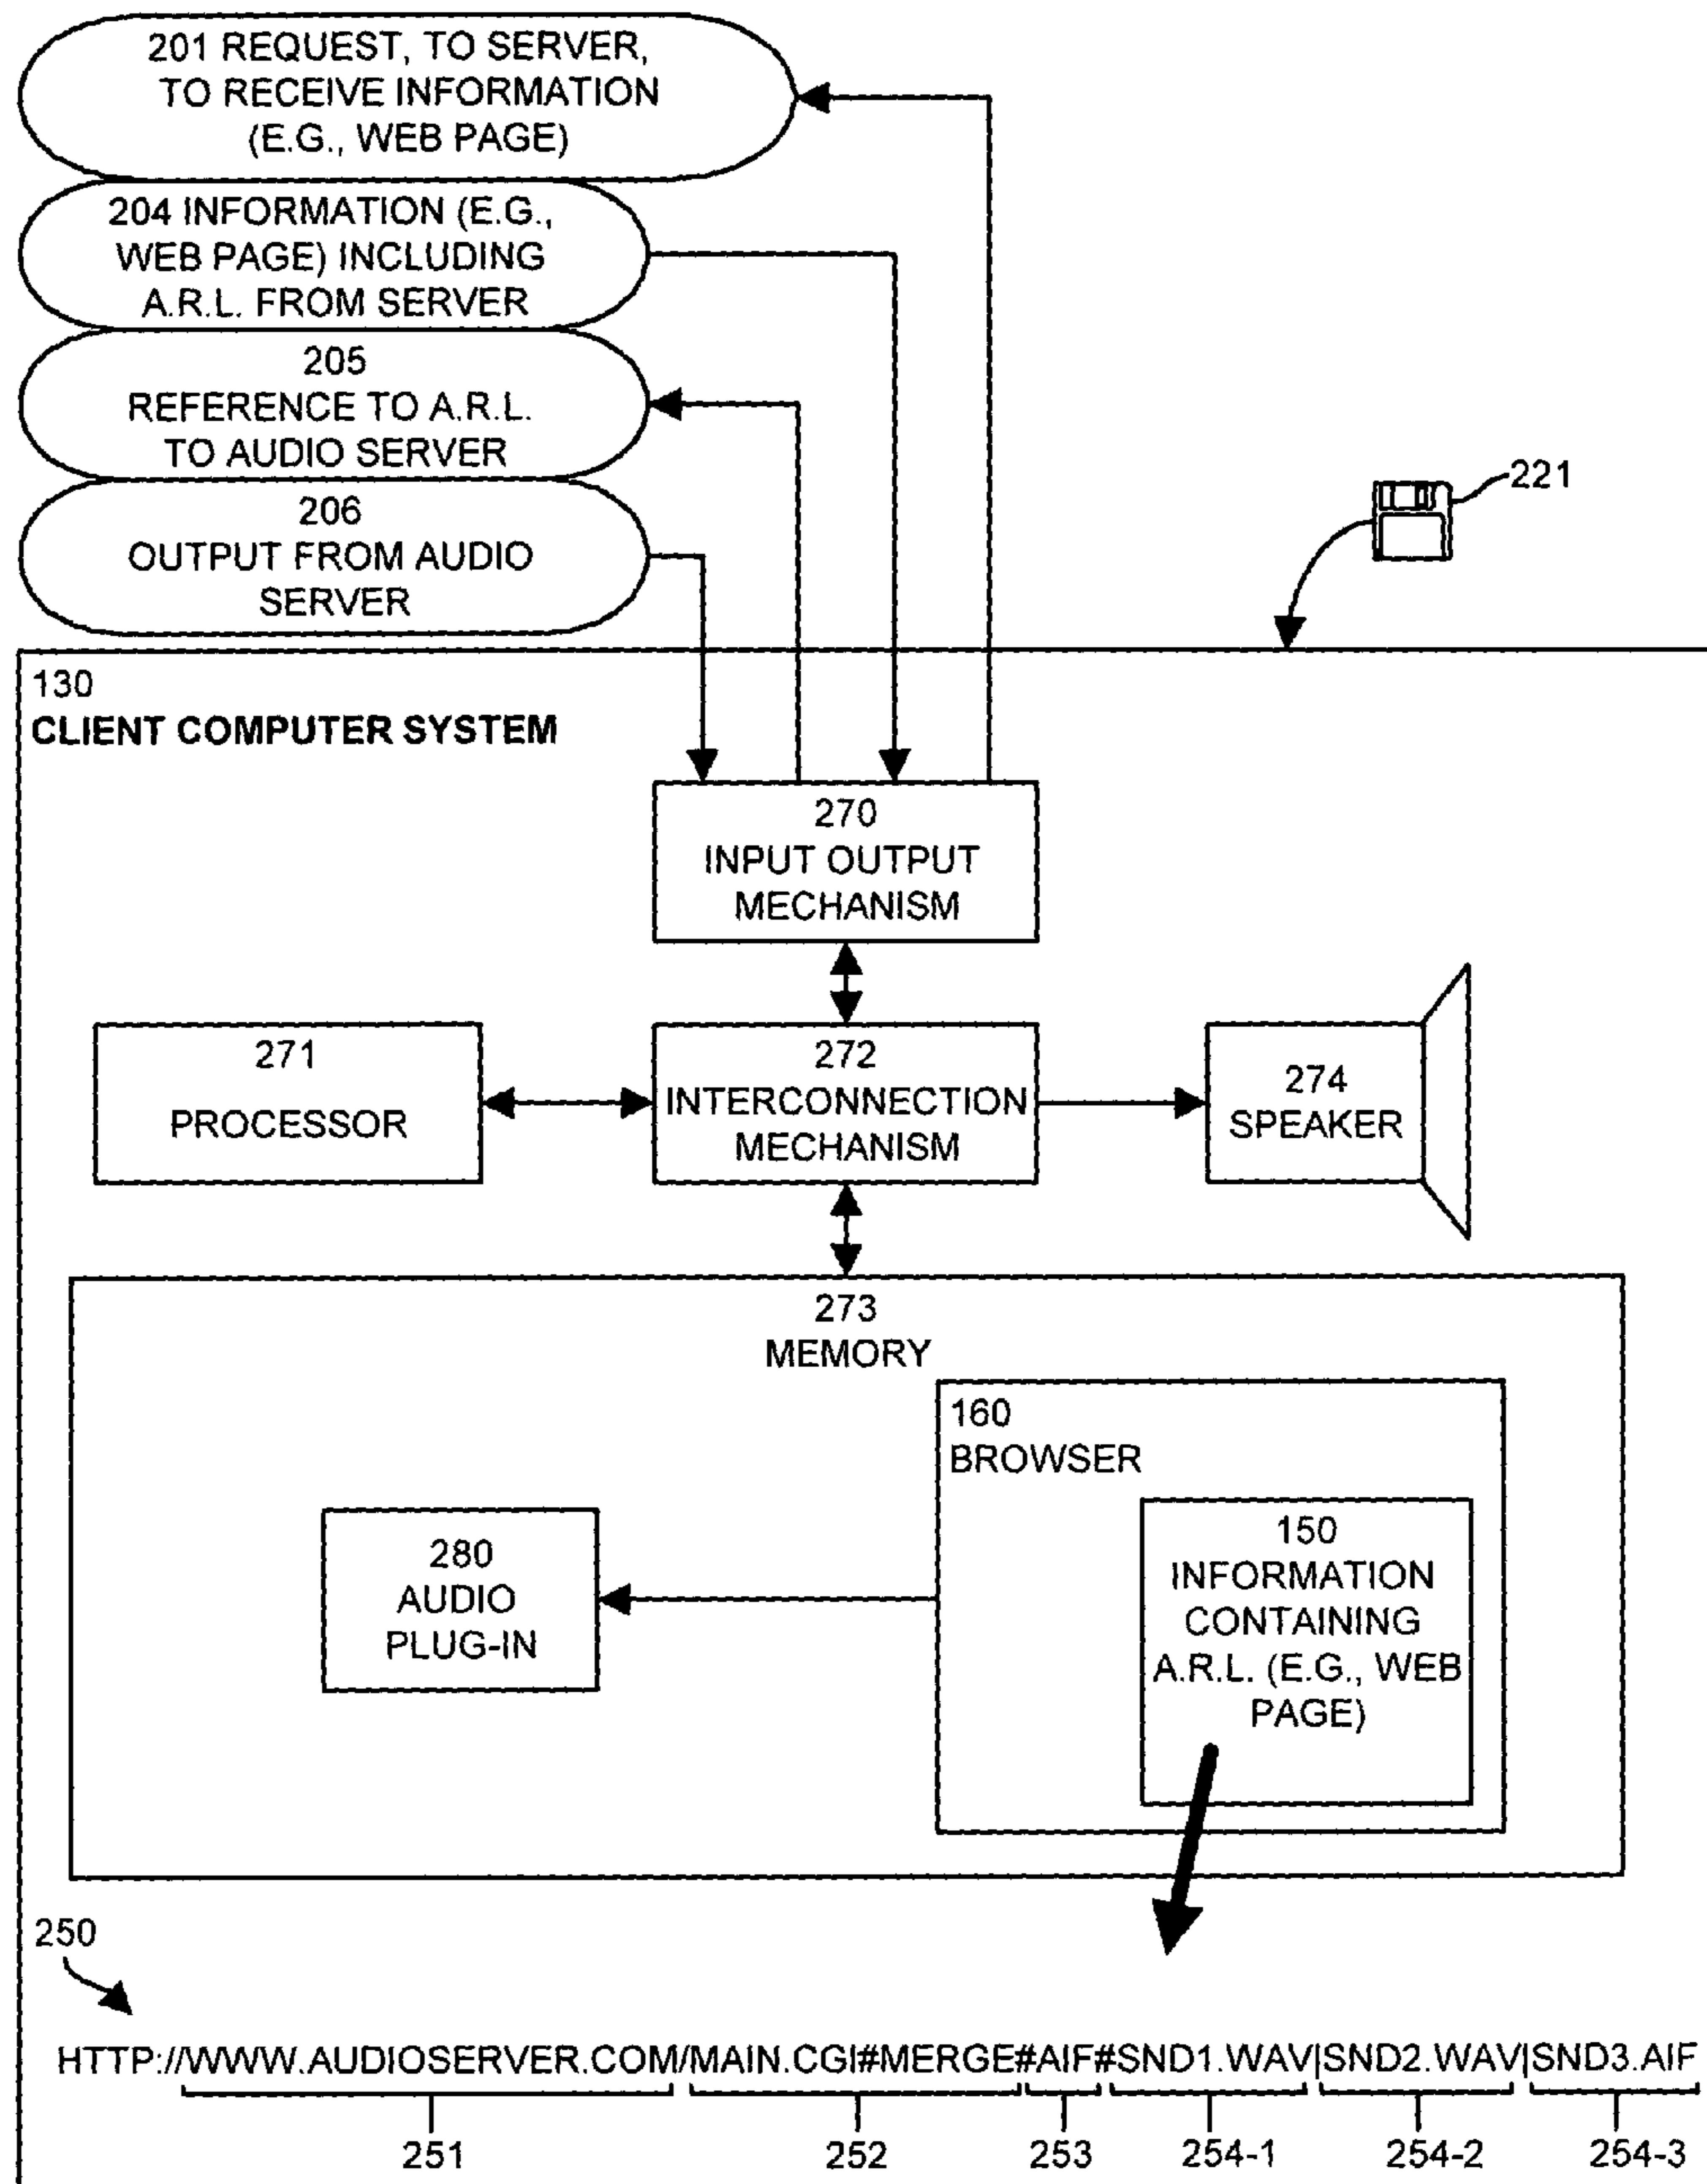 201 REQUEST, TO SERVER,
TO RECEIVE INFORMATION
(E.G., WEB PAGE)
204 INFORMATION (E.G.,
WEB PAGE) INCLUDING
A.R.L. FROM SERVER
205
REFERENCE TO A.R.L.
TO AUDIO SERVER
206
OUTPUT FROM AUDIO
SERVER
221
130
CLIENT COMPUTER SYSTEM
270
INPUT OUTPUT
MECHANISM
271
PROCESSOR
272
INTERCONNECTION
MECHANISM
274
SPEAKER
273
MEMORY
160
BROWSER
280
AUDIO
PLUG-IN
150
INFORMATION
CONTAINING
A.R.L. (E.G., WEB
PAGE)
250
HTTP://WWW.AUDIOSERVER.COM/MAIN.CGI#MERGE#AIF#SND1.WAV|SND2.WAV|SND3.AIF
251 252 253 254-1 254-2 254-3